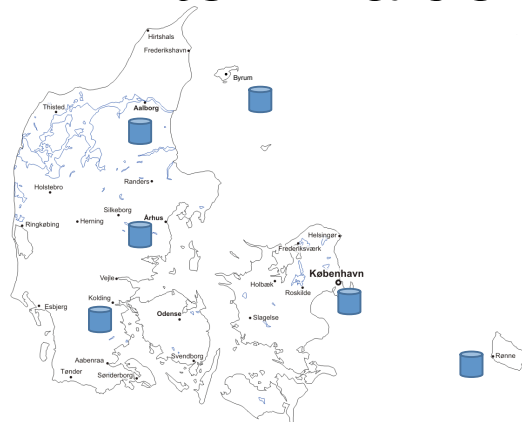 Hirtshals
Frederikshavn
Byrum
Thisted
Aalborg
Randers
Holstebro
Silkeborg
Århus
Ringkøbing
Herning
Helsingør
Frederiksværk
København
Vejle
Holbæk
Roskilde
Esbjerg
Kolding
Odense
Slagelse
Svendborg
Aabenraa
Rønne
Tønder
Sønderborg